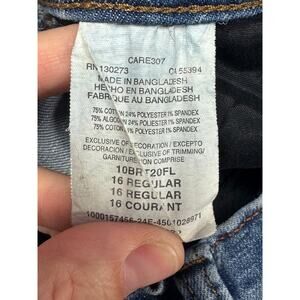 CARE307
RN 130273 CA 55394
MADE IN BANGLADESH
HECHO EN BANGLADESH
FABRIQUÉ AU BANGLADESH
75% COTTON 24% POLYESTER 1% SPANDEX
75% ALGODON 24% POLIESTER 1% SPANDEX
75% COTON 24% POLYESTER 1% SPANDEX
EXCLUSIVE OF DECORATION / EXCEPTO
DECORACION / EXCLUSIVE OF TRIMMING/
GARNITURE NON COMPRISE
10BRT20FL
16 REGULAR
16 REGULAR
16 COURANT